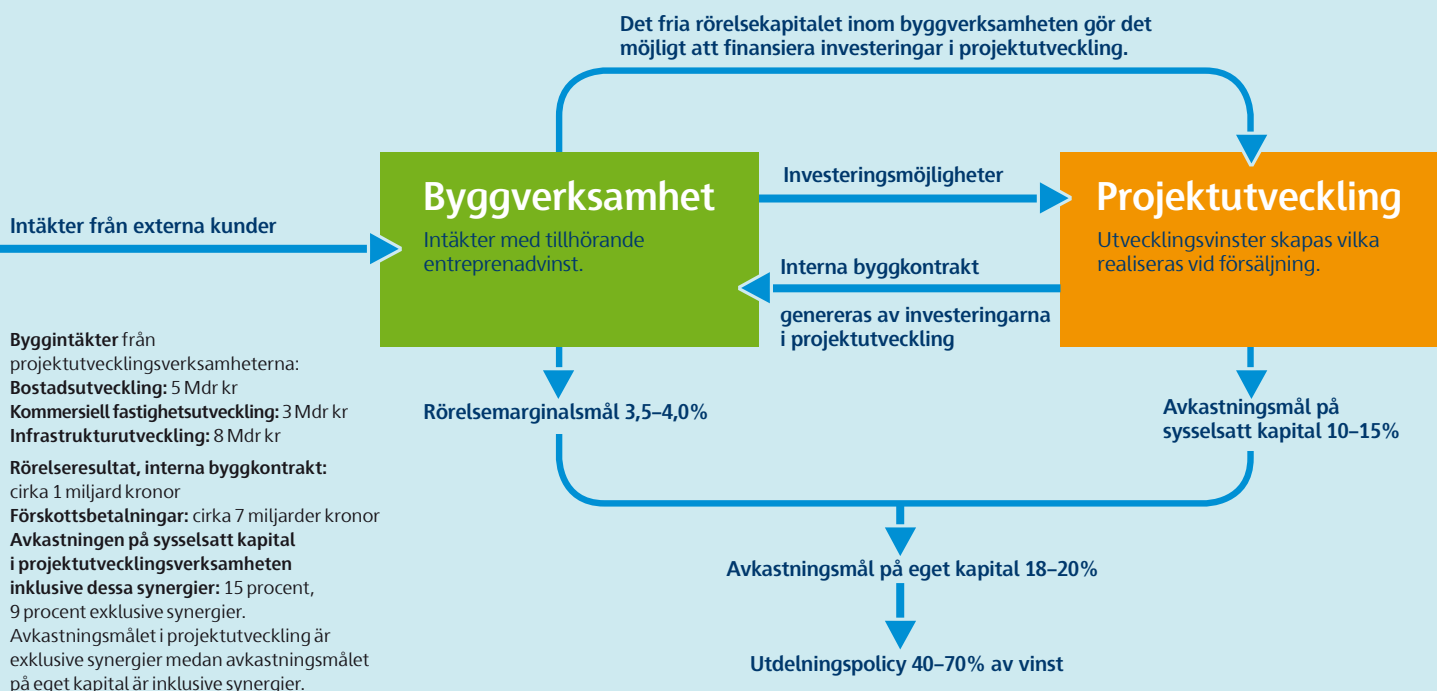 Det fria rörelsekapitalet inom byggverksamheten gör det
möjligt att finansiera investeringar i projektutveckling.
Intäkter från externa kunder
Byggverksamhet
Intäkter med tillhörande
entreprenadvinst.
Investeringsmöjligheter
Interna byggkontrakt
genereras av investeringarna
i projektutveckling
Projektutveckling
Utvecklingsvinster skapas vilka
realiseras vid försäljning.
Byggintäkter från
projektutvecklingsverksamheterna:
Bostadsutveckling: 5 Mdr kr
Kommersiell fastighetsutveckling: 3 Mdr kr
Infrastrukturutveckling: 8 Mdr kr
Rörelseresultat, interna byggkontrakt:
cirka 1 miljard kronor
Förskottsbetalningar: cirka 7 miljarder kronor
Avkastningen på sysselsatt kapital
i projektutvecklingsverksamheten
inklusive dessa synergier: 15 procent,
9 procent exklusive synergier.
Avkastningsmålet i projektutveckling är
exklusive synergier medan avkastningsmålet
på eget kapital är inklusive synergier.
Rörelsemarginalsmål 3,5–4,0%
Avkastningsmål på
sysselsatt kapital 10–15%
Avkastningsmål på eget kapital 18–20%
Utdelningspolicy 40–70% av vinst